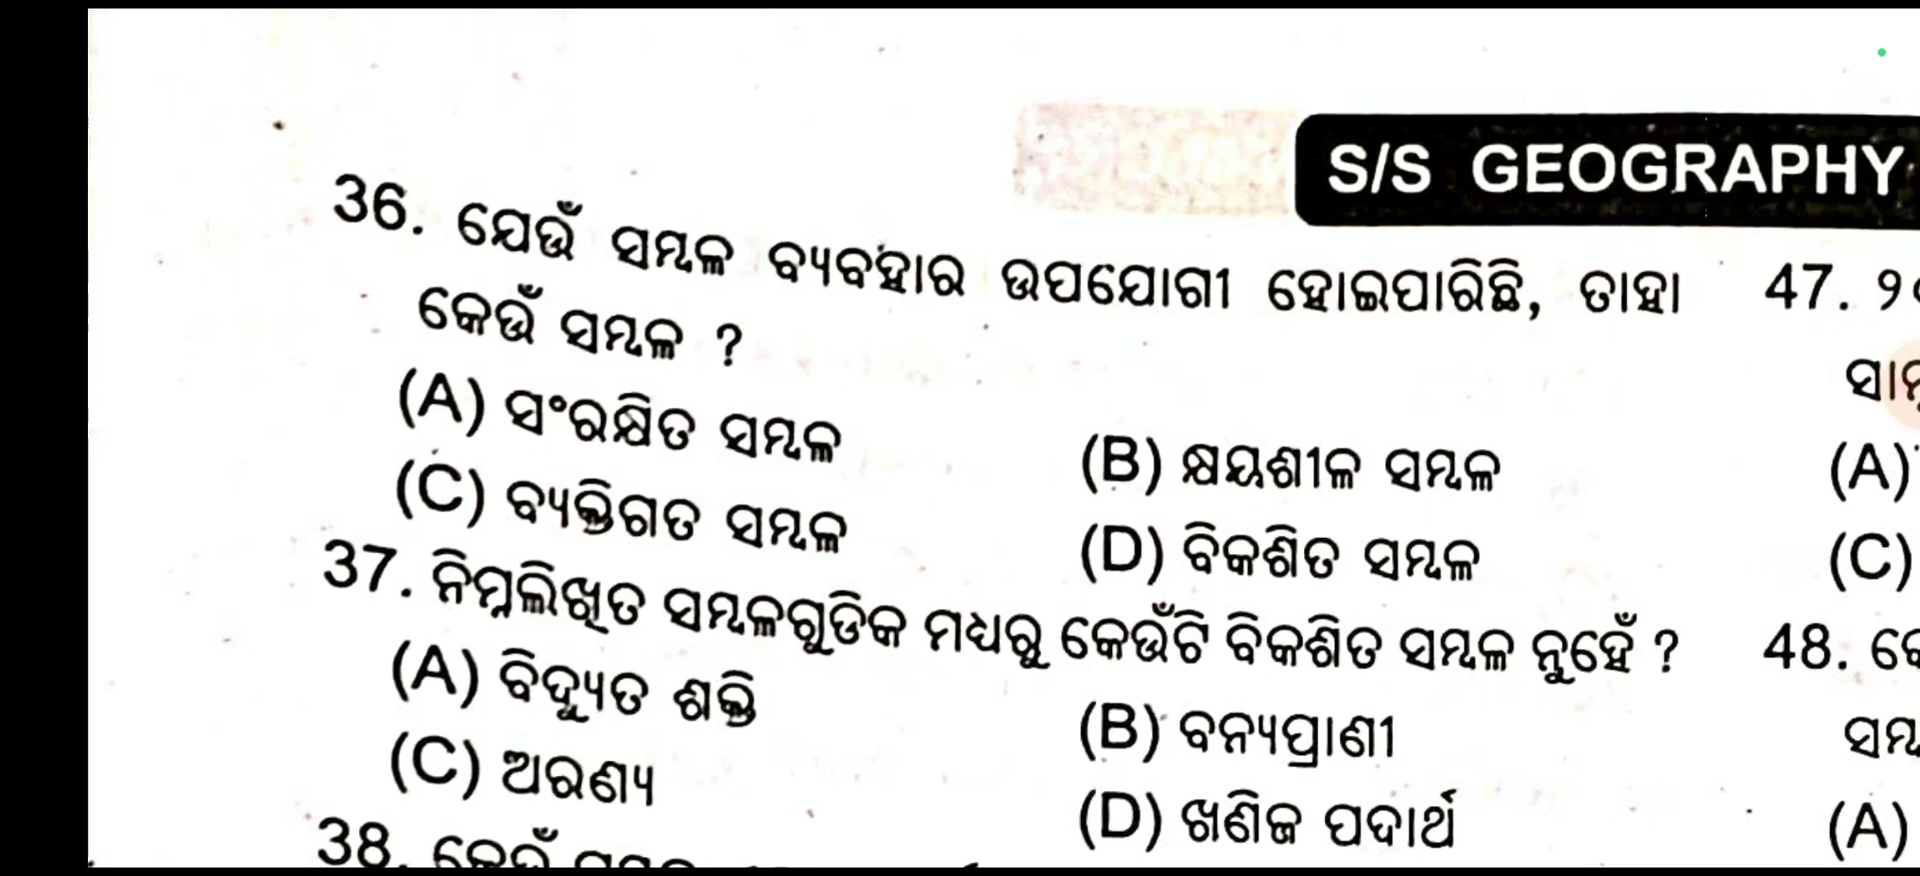 S/S GEOGRAPHY
36. ଯେଉଁ ସମ୍ବଳ ବ୍ୟବହାର ଉପଯୋଗୀ ହୋଇପାରିଛି, ତାହା
କେଉଁ ସମ୍ବଳ ?
(A) ସଂରକ୍ଷିତ ସମ୍ବଳ
(B) କ୍ଷୟଶୀଳ ସମ୍ବଳ
(C) ବ୍ୟକ୍ତିଗତ ସମ୍ବଳ
(D) ବିକଶିତ ସମ୍ବଳ
37. ନିମ୍ନଲିଖିତ ସମ୍ବଳଗୁଡିକ ମଧ୍ୟରୁ କେଉଁଟି ବିକଶିତ ସମ୍ବଳ ନୁହେଁ ?
(A) ବିଦ୍ୟୁତ ଶକ୍ତି
(B) ବନ୍ୟପ୍ରାଣୀ
(C) ଅରଣ୍ୟ
(D) ଖଣିଜ ପଦାର୍ଥ
38. କେଉଁ
47.
(A)
(C)
48.
(A)